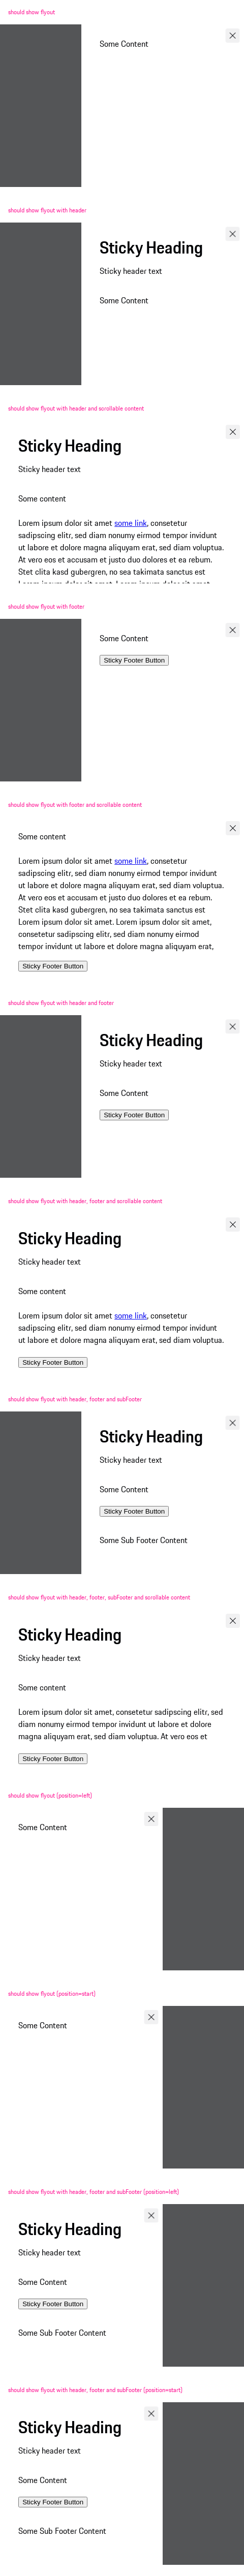 should show flyout
Some Content
should show flyout with header
Sticky Heading
Sticky header text
Some Content
should show flyout with header and scrollable content
Sticky Heading
Sticky header text
Some content
Lorem ipsum dolor sit amet some link, consetetur
sadipscing elitr, sed diam nonumy eirmod tempor invidunt
ut labore et dolore magna aliquyam erat, sed diam voluptua.
At vero eos et accusam et justo duo dolores et ea rebum.
Stet clita kasd gubergren, no sea takimata sanctus est
Lorem ipsum dolor sit amet. Lorem ipsum dolor sit amet,
should show flyout with footer
Some Content
Sticky Footer Button
should show flyout with footer and scrollable content
Some content
Lorem ipsum dolor sit amet some link, consetetur
sadipscing elitr, sed diam nonumy eirmod tempor invidunt
ut labore et dolore magna aliquyam erat, sed diam voluptua.
At vero eos et accusam et justo duo dolores et ea rebum.
Stet clita kasd gubergren, no sea takimata sanctus est
Lorem ipsum dolor sit amet. Lorem ipsum dolor sit amet,
consetetur sadipscing elitr, sed diam nonumy eirmod
tempor invidunt ut labore et dolore magna aliquyam erat,
Sticky Footer Button
should show flyout with header and footer
Sticky Heading
Sticky header text
Some Content
Sticky Footer Button
should show flyout with header, footer and scrollable content
Sticky Heading
Sticky header text
Some content
Lorem ipsum dolor sit amet some link, consetetur
sadipscing elitr, sed diam nonumy eirmod tempor invidunt
ut labore et dolore magna aliquyam erat, sed diam voluptua.
Sticky Footer Button
should show flyout with header, footer and subFooter
Sticky Heading
Sticky header text
Some Content
Sticky Footer Button
Some Sub Footer Content
should show flyout with header, footer, subFooter and scrollable content
Sticky Heading
Sticky header text
Some content
Lorem ipsum dolor sit amet, consetetur sadipscing elitr, sed
diam nonumy eirmod tempor invidunt ut labore et dolore
magna aliquyam erat, sed diam voluptua. At vero eos et
Sticky Footer Button
should show flyout (position=left)
Some Content
should show flyout (position=start)
Some Content
should show flyout with header, footer and subFooter (position=left)
Sticky Heading
Sticky header text
Some Content
Sticky Footer Button
Some Sub Footer Content
should show flyout with header, footer and subFooter (position=start)
Sticky Heading
Sticky header text
Some Content
Sticky Footer Button
Some Sub Footer Content